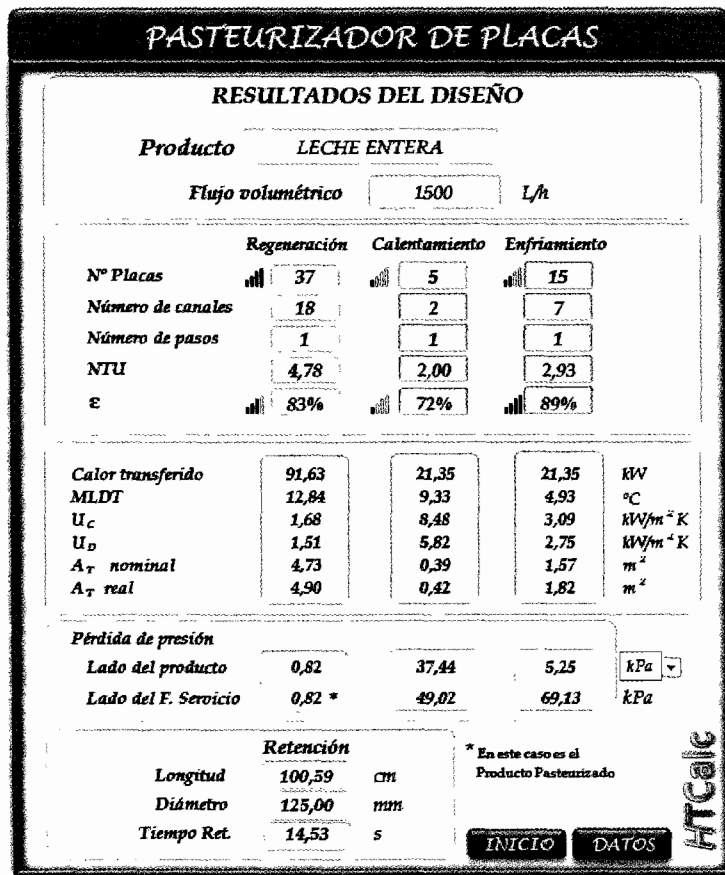 PASTEURIZADOR DE PLACAS
RESULTADOS DEL DISEÑO
Producto LECHE ENTERA
Flujo volumétrico 1500 L/h
Regeneración Calentamiento Enfriamiento
Nº Placas 37 5 15
Número de canales 18 2 7
Número de pasos 1 1 1
NTU 4,78 2,00 2,93
ε 83% 72% 89%
Calor transferido 91,63 21,35 21,35 kW
MLDT 12,84 9,33 4,93 ºC
U_C 1,68 8,48 3,09 kW/m² K
U_D 1,51 5,82 2,75 kW/m² K
A_T nominal 4,73 0,39 1,57 m²
A_T real 4,90 0,42 1,82 m²
Pérdida de presión
Lado del producto 0,82 37,44 5,25 kPa
Lado del F. Servicio 0,82 * 49,02 69,13 kPa
Retención
Longitud 100,59 cm
Diámetro 125,00 mm
Tiempo Ret. 14,53 s
* En este caso es el
Producto Pasteurizado
INICIO DATOS
HTCalc